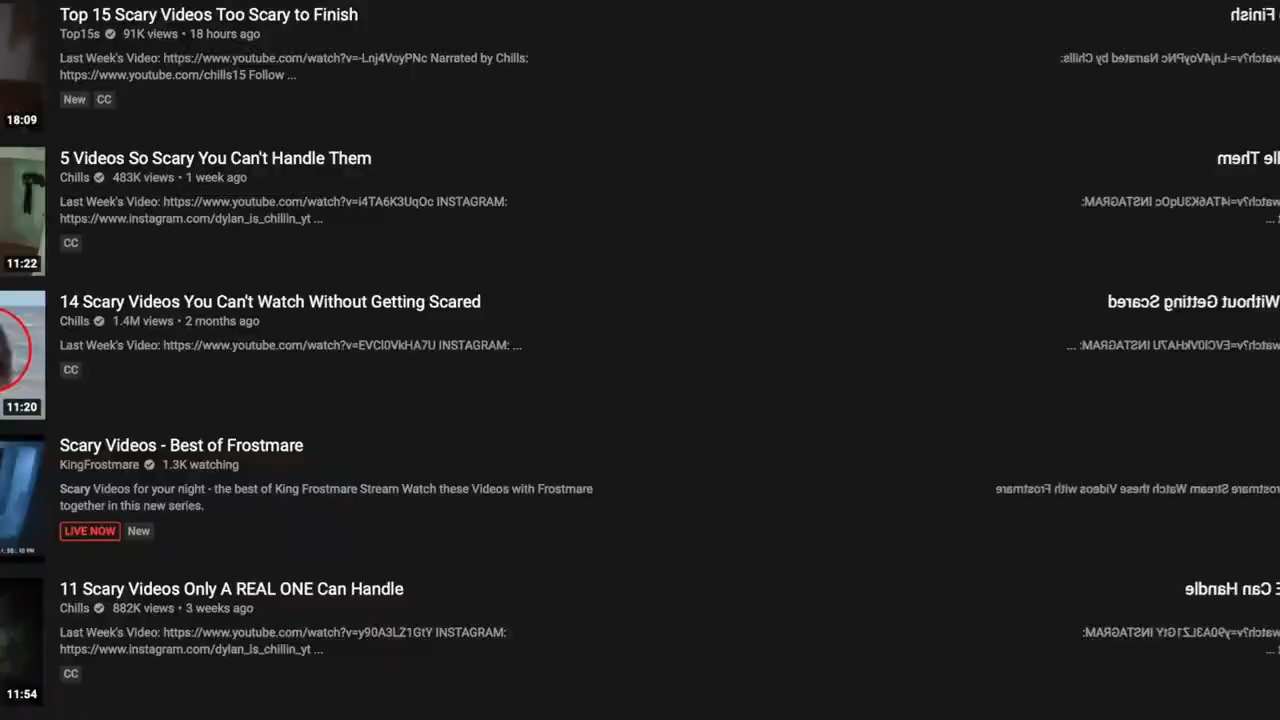 Top 15 Scary Videos Too Scary to Finish
Top15s 91K views • 18 hours ago
Last Week's Video: https://www.youtube.com/watch?v=-Lnj4VoyPNc Narrated by Chills:
https://www.youtube.com/chills15 Follow ...
New CC
18:09
5 Videos So Scary You Can't Handle Them
Chills 483K views • 1 week ago
Last Week's Video: https://www.youtube.com/watch?v=i4TA6K3UqOc INSTAGRAM:
https://www.instagram.com/dylan_is_chillin_yt ...
CC
11:22
14 Scary Videos You Can't Watch Without Getting Scared
Chills 1.4M views • 2 months ago
Last Week's Video: https://www.youtube.com/watch?v=EVCl0VkHA7U INSTAGRAM: ...
CC
11:20
Scary Videos - Best of Frostmare
KingFrostmare 1.3K watching
Scary Videos for your night - the best of King Frostmare Stream Watch these Videos with Frostmare
together in this new series.
LIVE NOW New
11 Scary Videos Only A REAL ONE Can Handle
Chills 882K views • 3 weeks ago
Last Week's Video: https://www.youtube.com/watch?v=y90A3LZ1GtY INSTAGRAM:
https://www.instagram.com/dylan_is_chillin_yt ...
CC
11:54